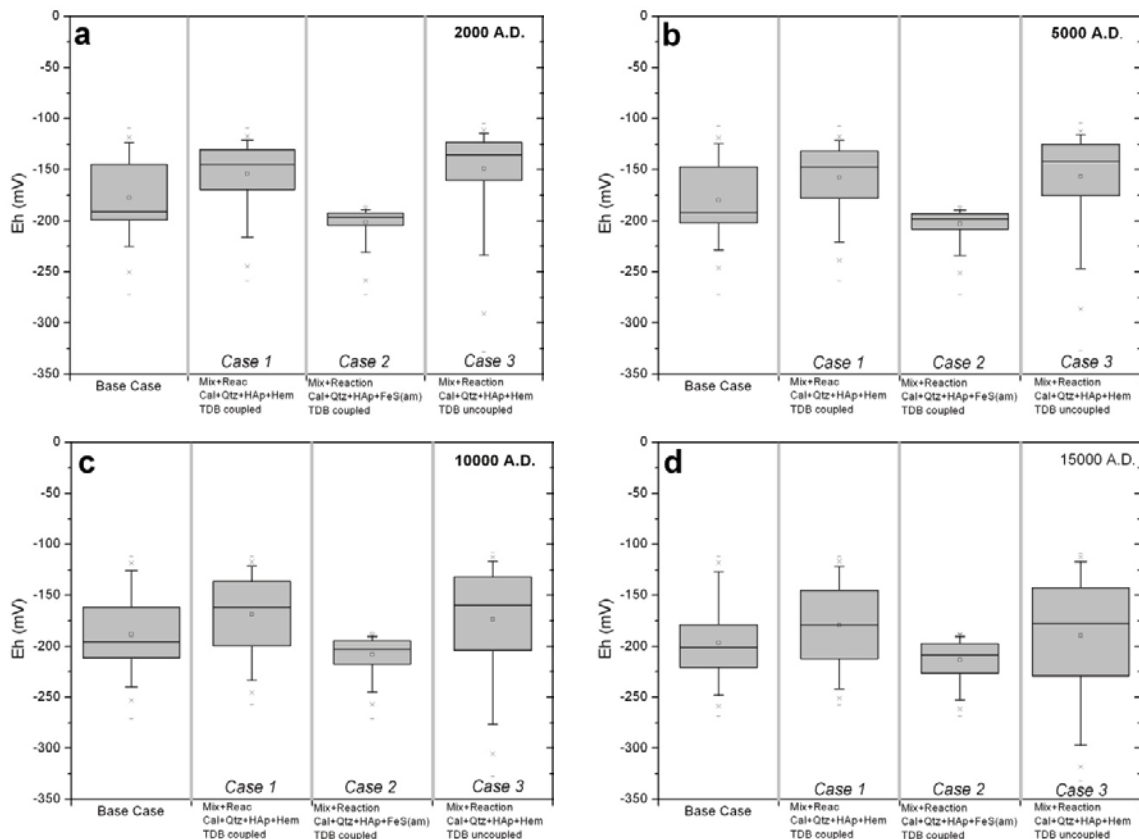 a
2000 A.D.
0
-50
-100
-150
-200
-250
-300
-350
Eh (mV)
Case 1
Case 2
Case 3
Base Case
Mix+Reac
Cal+Qtz+HAp+Hem
TDB coupled
Mix+Reaction
Cal+Qtz+HAp+FeS(am)
TDB coupled
Mix+Reaction
Cal+Qtz+HAp+Hem
TDB uncoupled
b
5000 A.D.
0
-50
-100
-150
-200
-250
-300
-350
Eh (mV)
Case 1
Case 2
Case 3
Base Case
Mix+Reac
Cal+Qtz+HAp+Hem
TDB coupled
Mix+Reaction
Cal+Qtz+HAp+FeS(am)
TDB coupled
Mix+Reaction
Cal+Qtz+HAp+Hem
TDB uncoupled
c
10000 A.D.
0
-50
-100
-150
-200
-250
-300
-350
Eh (mV)
Case 1
Case 2
Case 3
Base Case
Mix+Reac
Cal+Qtz+HAp+Hem
TDB coupled
Mix+Reaction
Cal+Qtz+HAp+FeS(am)
TDB coupled
Mix+Reaction
Cal+Qtz+HAp+Hem
TDB uncoupled
d
15000 A.D.
0
-50
-100
-150
-200
-250
-300
-350
Eh (mV)
Case 1
Case 2
Case 3
Base Case
Mix+Reac
Cal+Qtz+HAp+Hem
TDB coupled
Mix+Reaction
Cal+Qtz+HAp+FeS(am)
TDB coupled
Mix+Reaction
Cal+Qtz+HAp+Hem
TDB uncoupled